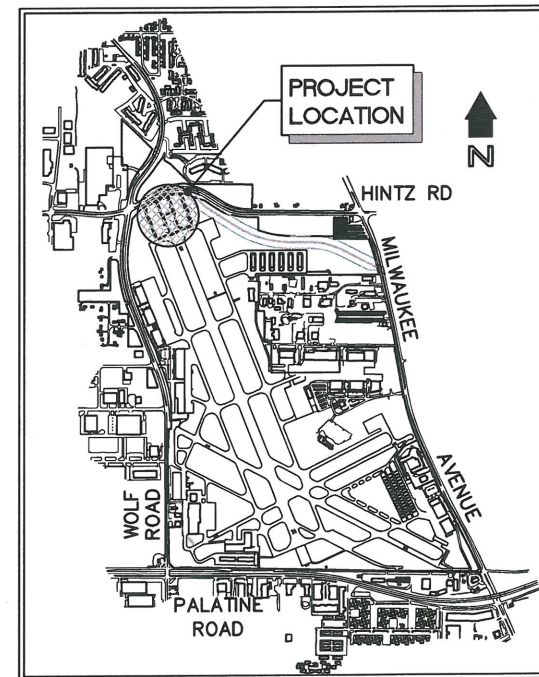 PROJECT
LOCATION
N
HINTZ RD
MILWAUKEE
AVENUE
WOLF
ROAD
PALATINE
ROAD